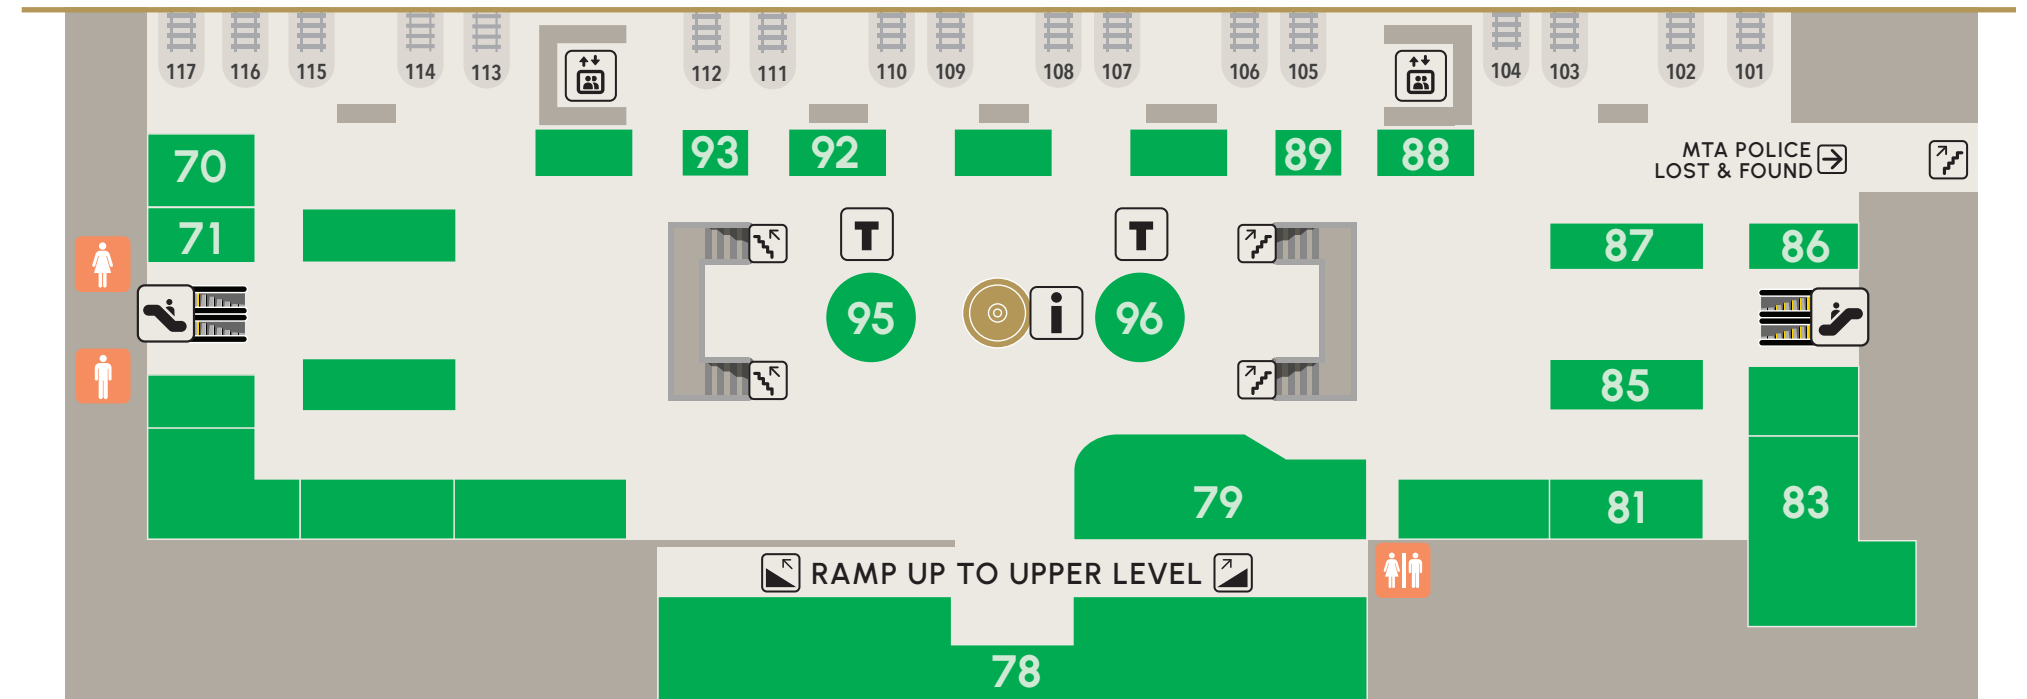 117 116 115 114 113 112 111 110 109 108 107 106 105 104 103 102 101
70 93 92 89 88
MTA POLICE
LOST & FOUND
71 T T 87 86
95 i 96
85
79 81 83
RAMP UP TO UPPER LEVEL
78